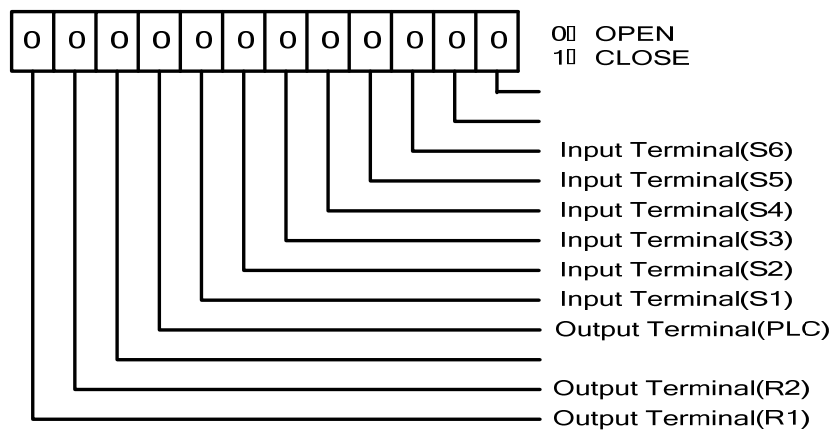 0 0 0 0 0 0 0 0 0 0 0 0
0▯ OPEN
1▯ CLOSE
Input Terminal(S6)
Input Terminal(S5)
Input Terminal(S4)
Input Terminal(S3)
Input Terminal(S2)
Input Terminal(S1)
Output Terminal(PLC)
Output Terminal(R2)
Output Terminal(R1)